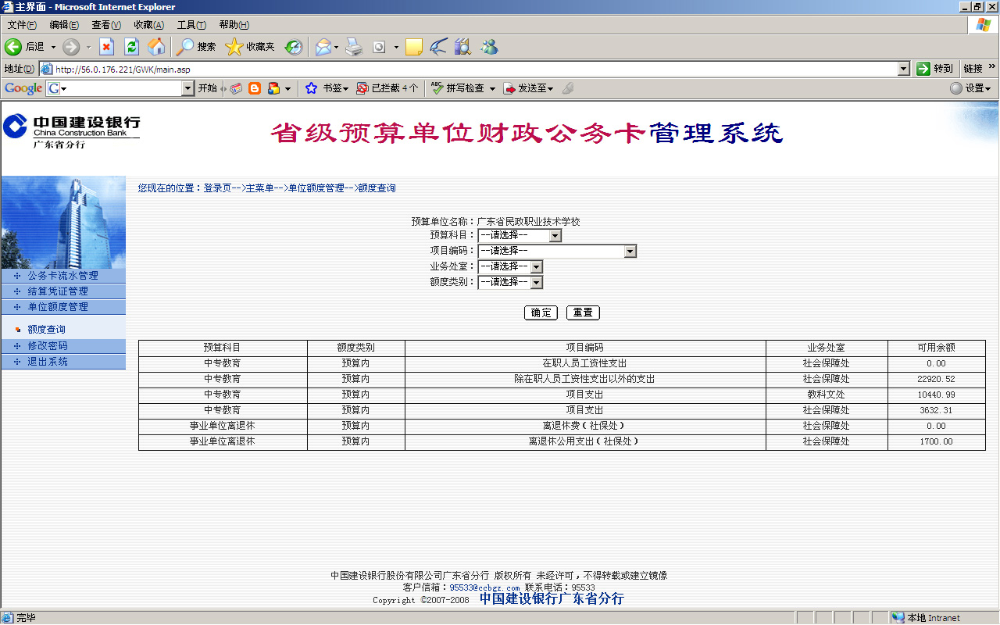 主界面 - Microsoft Internet Explorer
文件(F) 编辑(E) 查看(V) 收藏(A) 工具(T) 帮助(H)
后退 搜索 收藏夹
地址(D) http://56.0.176.221/GWK/main.asp 转到 链接 »
Google G 开始 书签 已拦截 4 个 ABC 拼写检查 发送至 设置
中国建设银行
China Construction Bank
广东省分行
省级预算单位财政公务卡管理系统
您现在的位置：登录页-->主菜单-->单位额度管理-->额度查询
公务卡流水管理
结算凭证管理
单位额度管理
额度查询
修改密码
退出系统
预算单位名称：广东省民政职业技术学校
预算科目：--请选择--
项目编码：--请选择--
业务处室：--请选择--
额度类别：--请选择--
确定 重置
预算科目 额度类别 项目编码 业务处室 可用余额
中专教育 预算内 在职人员工资性支出 社会保障处 0.00
中专教育 预算内 除在职人员工资性支出以外的支出 社会保障处 22920.52
中专教育 预算内 项目支出 教科文处 10440.99
中专教育 预算内 项目支出 社会保障处 3632.31
事业单位离退休 预算内 离退休费(社保处) 社会保障处 0.00
事业单位离退休 预算内 离退休公用支出(社保处) 社会保障处 1700.00
中国建设银行股份有限公司广东省分行 版权所有 未经许可，不得转载或建立镜像
客户信箱：95533@ccbgz.com 联系电话：95533
Copyright ©2007-2008 中国建设银行广东省分行
完毕 本地 Intranet